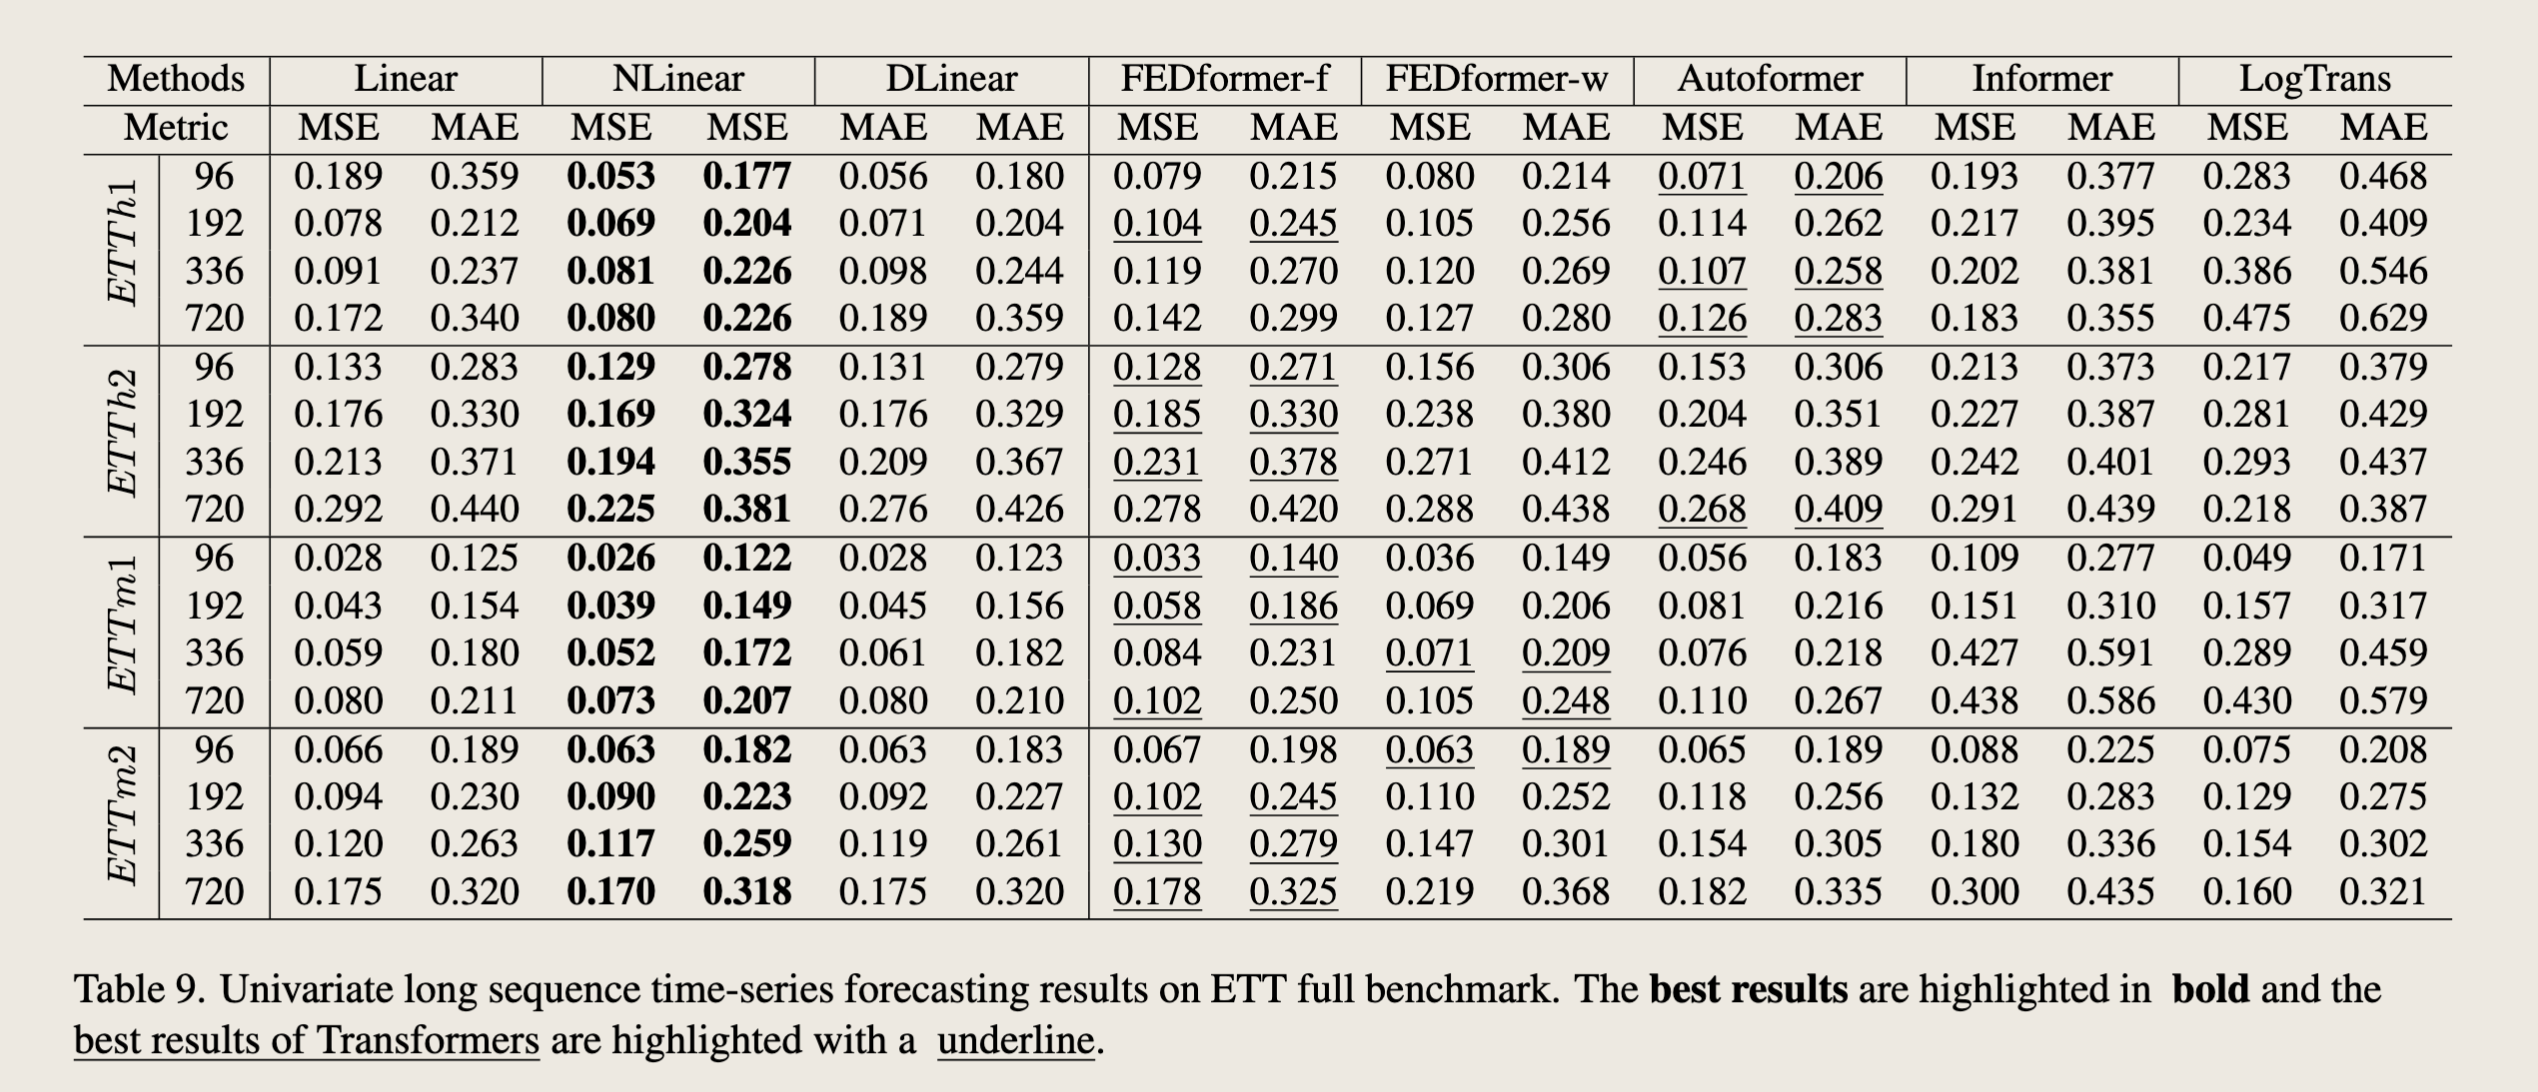 Methods Linear NLinear DLinear FEDformer-f FEDformer-w Autoformer Informer LogTrans
Metric MSE MAE MSE MSE MAE MAE MSE MAE MSE MAE MSE MAE MSE MAE MSE MAE
ETTh1
96 0.189 0.359 0.053 0.177 0.056 0.180 0.079 0.215 0.080 0.214 0.071 0.206 0.193 0.377 0.283 0.468
192 0.078 0.212 0.069 0.204 0.071 0.204 0.104 0.245 0.105 0.256 0.114 0.262 0.217 0.395 0.234 0.409
336 0.091 0.237 0.081 0.226 0.098 0.244 0.119 0.270 0.120 0.269 0.107 0.258 0.202 0.381 0.386 0.546
720 0.172 0.340 0.080 0.226 0.189 0.359 0.142 0.299 0.127 0.280 0.126 0.283 0.183 0.355 0.475 0.629
ETTh2
96 0.133 0.283 0.129 0.278 0.131 0.279 0.128 0.271 0.156 0.306 0.153 0.306 0.213 0.373 0.217 0.379
192 0.176 0.330 0.169 0.324 0.176 0.329 0.185 0.330 0.238 0.380 0.204 0.351 0.227 0.387 0.281 0.429
336 0.213 0.371 0.194 0.355 0.209 0.367 0.231 0.378 0.271 0.412 0.246 0.389 0.242 0.401 0.293 0.437
720 0.292 0.440 0.225 0.381 0.276 0.426 0.278 0.420 0.288 0.438 0.268 0.409 0.291 0.439 0.218 0.387
ETTm1
96 0.028 0.125 0.026 0.122 0.028 0.123 0.033 0.140 0.036 0.149 0.056 0.183 0.109 0.277 0.049 0.171
192 0.043 0.154 0.039 0.149 0.045 0.156 0.058 0.186 0.069 0.206 0.081 0.216 0.151 0.310 0.157 0.317
336 0.059 0.180 0.052 0.172 0.061 0.182 0.084 0.231 0.071 0.209 0.076 0.218 0.427 0.591 0.289 0.459
720 0.080 0.211 0.073 0.207 0.080 0.210 0.102 0.250 0.105 0.248 0.110 0.267 0.438 0.586 0.430 0.579
ETTm2
96 0.066 0.189 0.063 0.182 0.063 0.183 0.067 0.198 0.063 0.189 0.065 0.189 0.088 0.225 0.075 0.208
192 0.094 0.230 0.090 0.223 0.092 0.227 0.102 0.245 0.110 0.252 0.118 0.256 0.132 0.283 0.129 0.275
336 0.120 0.263 0.117 0.259 0.119 0.261 0.130 0.279 0.147 0.301 0.154 0.305 0.180 0.336 0.154 0.302
720 0.175 0.320 0.170 0.318 0.175 0.320 0.178 0.325 0.219 0.368 0.182 0.335 0.300 0.435 0.160 0.321
Table 9. Univariate long sequence time-series forecasting results on ETT full benchmark. The best results are highlighted in bold and the
best results of Transformers are highlighted with a underline.